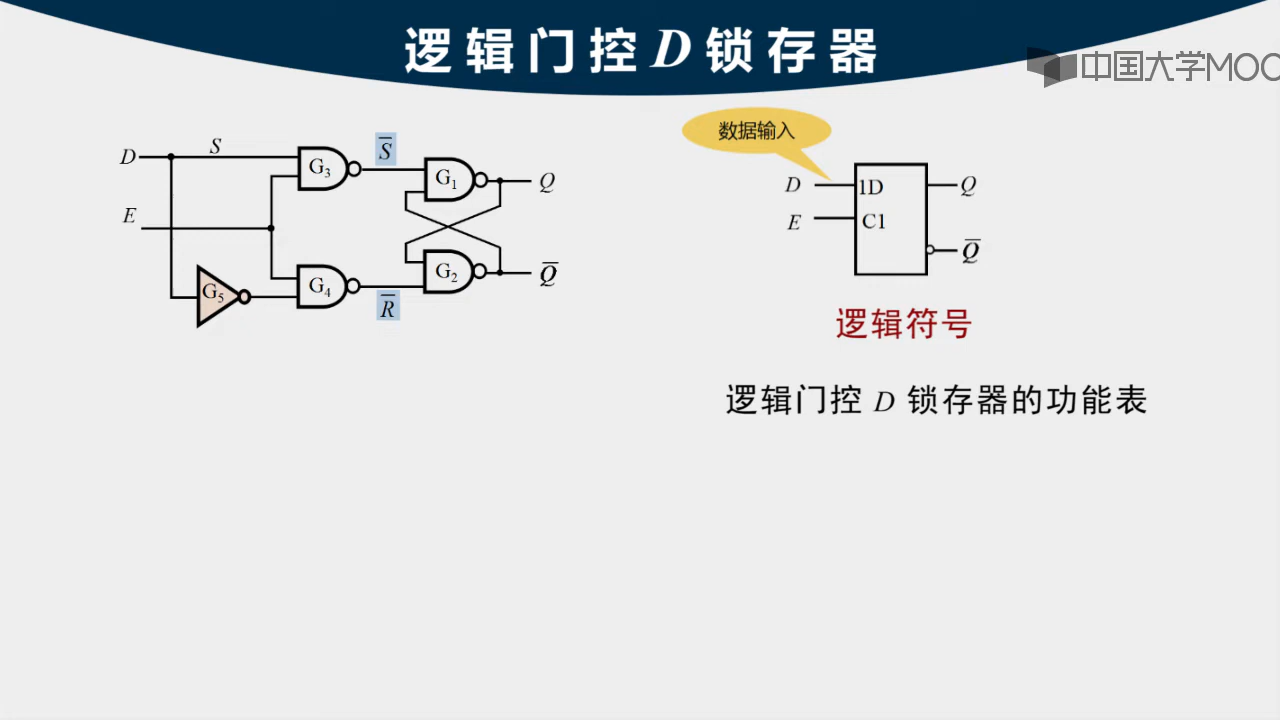 逻辑门控D锁存器
中国大学MOO
数据输入
D
S
S̅
G₃
G₁
Q
E
G₅
G₄
G₂
Q̅
R̅
D
1D
Q
E
C1
Q̅
逻辑符号
逻辑门控 D 锁存器的功能表